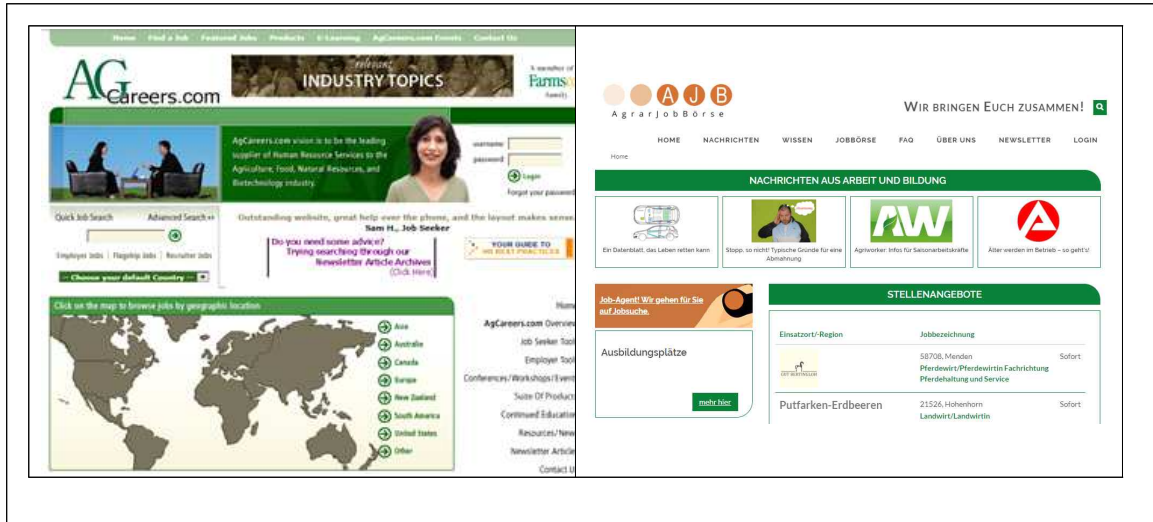 Home Find a Job Featured Jobs Products E-Learning AgCareers.com Events Contact Us
AGCareers.com
relevant
INDUSTRY TOPICS
A member of
Farms
family
AgCareers.com vision is to be the leading
supplier of Human Resource Services to the
Agriculture, Food, Natural Resources, and
Biotechnology industry.
username
password
Login
Forgot your password
Quick Job Search Advanced Search >>
Employer Jobs | Flagship Jobs | Recruiter Jobs
-- Choose your default Country --
Outstanding website, great help over the phone, and the layout makes sense.
Sam H., Job Seeker
Do you need some advice?
Trying searching through our
Newsletter Article Archives
(Click Here)
YOUR GUIDE TO
HR BEST PRACTICES
Click on the map to browse jobs by geographic location
Asia
Australia
Canada
Europe
New Zealand
South America
United States
Other
Home
AgCareers.com Overview
Job Seeker Tool
Employer Tool
Conferences/Workshops/Event
Suite Of Product
Continued Education
Resources/New
Newsletter Article
Contact U
A J B
AgrarJobBörse
WIR BRINGEN EUCH ZUSAMMEN!
HOME NACHRICHTEN WISSEN JOBBÖRSE FAQ ÜBER UNS NEWSLETTER LOGIN
Home
NACHRICHTEN AUS ARBEIT UND BILDUNG
AW
Ein Datenblatt, das Leben retten kann
Stopp, so nicht! Typische Gründe für eine
Abmahnung
Agriworker: Infos für Saisonarbeitskräfte
Älter werden im Betrieb – so geht's!
Job-Agent! Wir gehen für Sie
auf Jobsuche.
Ausbildungsplätze
mehr hier
STELLENANGEBOTE
Einsatzort/-Region Jobbezeichnung
58708, Menden Sofort
Pferdewirt/Pferdewirtin Fachrichtung
Pferdehaltung und Service
Putfarken-Erdbeeren 21526, Hohenhorn Sofort
Landwirt/Landwirtin